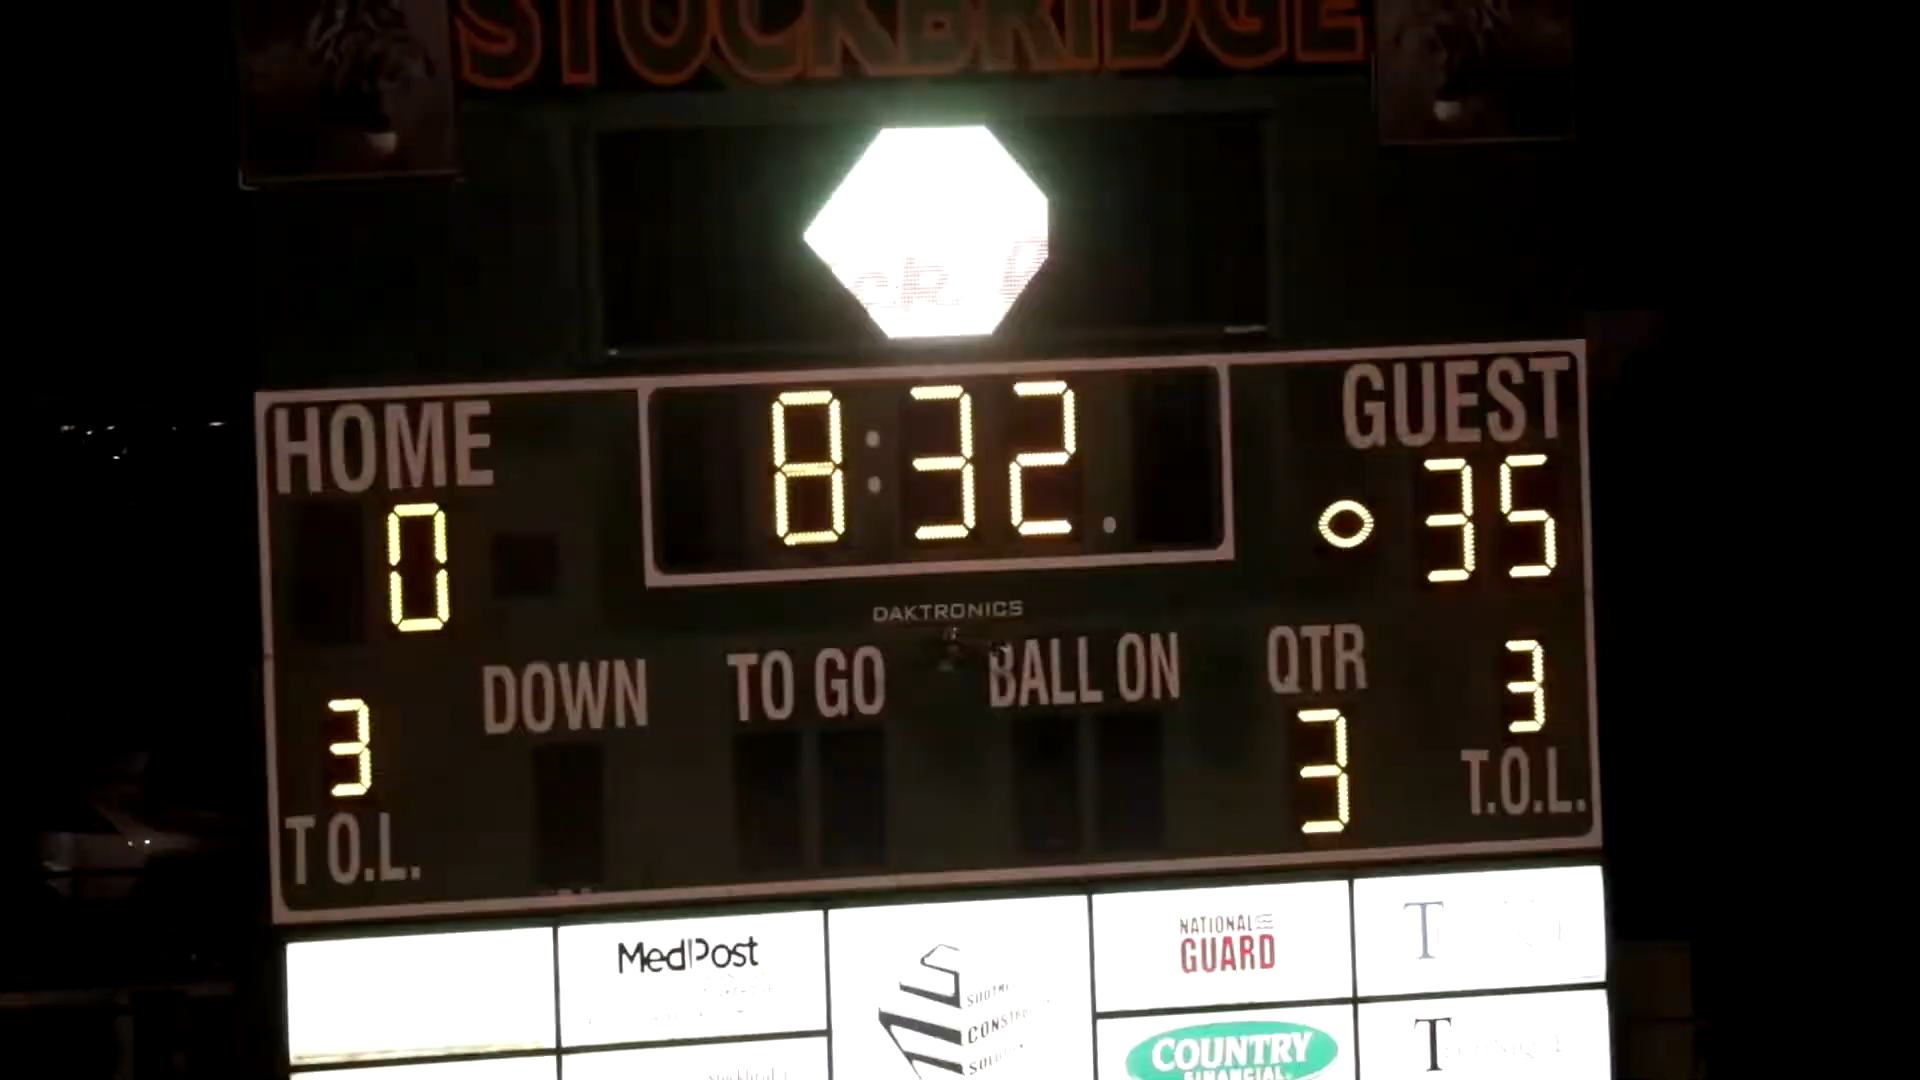 STOCKBRIDGE
HOME
8:32.
GUEST
0
35
DAKTRONICS
DOWN
TO GO
BALL ON
QTR
3
3
3
T.O.L.
T O.L.
MedPost
NATIONAL
GUARD
COUNTRY
FINANCIAL